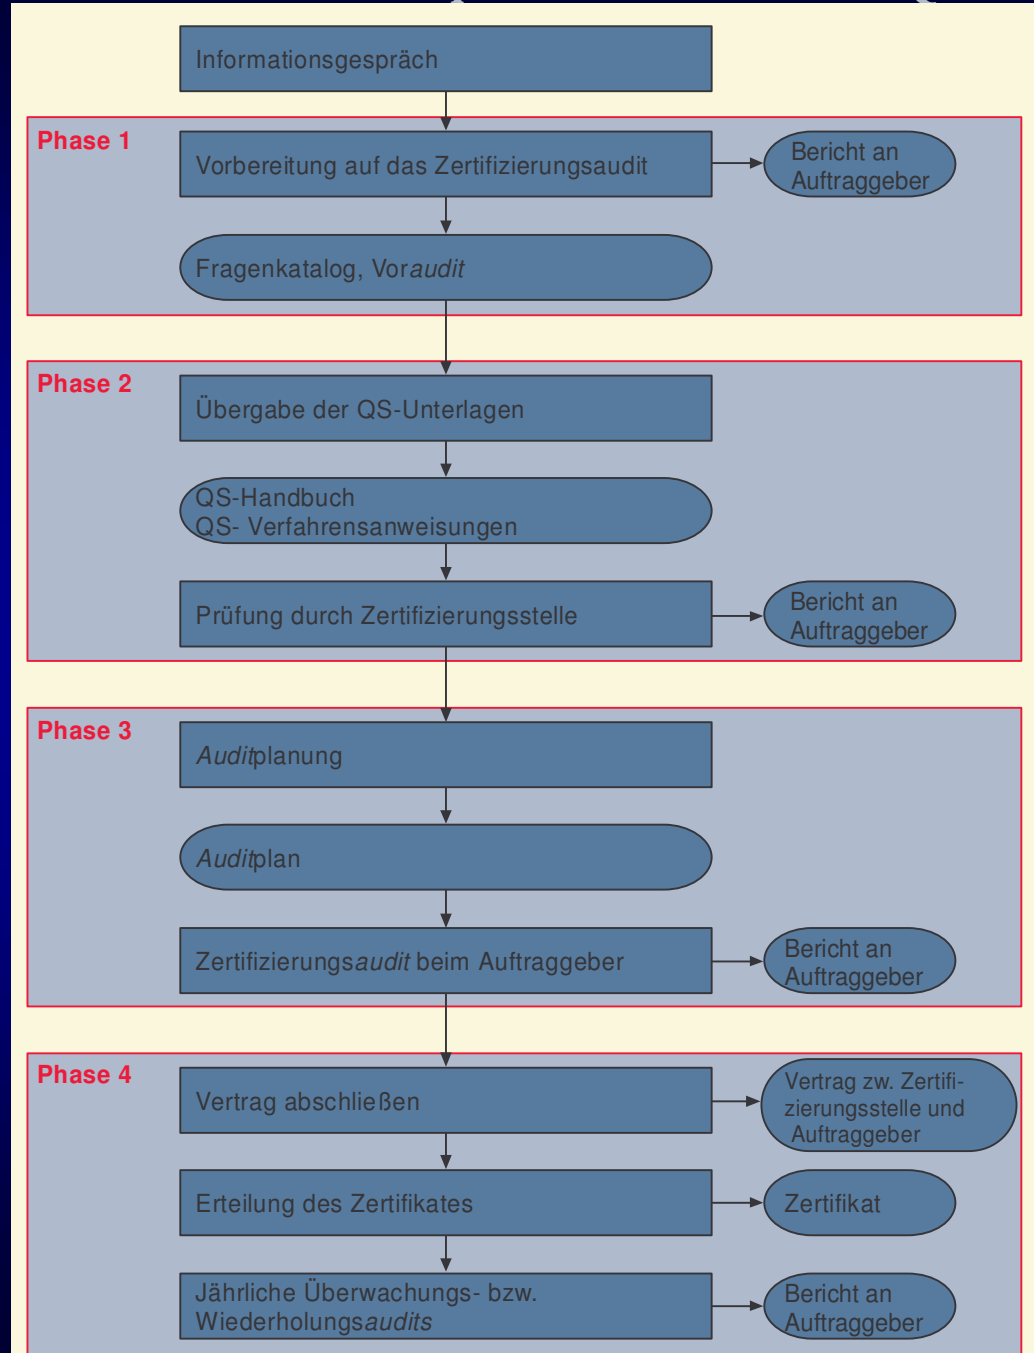 Informationsgespräch
Phase 1
Vorbereitung auf das Zertifizierungsaudit
Bericht an
Auftraggeber
Fragenkatalog, Voraudit
Phase 2
Übergabe der QS-Unterlagen
QS-Handbuch
QS- Verfahrensanweisungen
Prüfung durch Zertifizierungsstelle
Bericht an
Auftraggeber
Phase 3
Auditplanung
Auditplan
Zertifizierungsaudit beim Auftraggeber
Bericht an
Auftraggeber
Phase 4
Vertrag abschließen
Vertrag zw. Zertifi-
zierungsstelle und
Auftraggeber
Erteilung des Zertifikates
Zertifikat
Jährliche Überwachungs- bzw.
Wiederholungsaudits
Bericht an
Auftraggeber